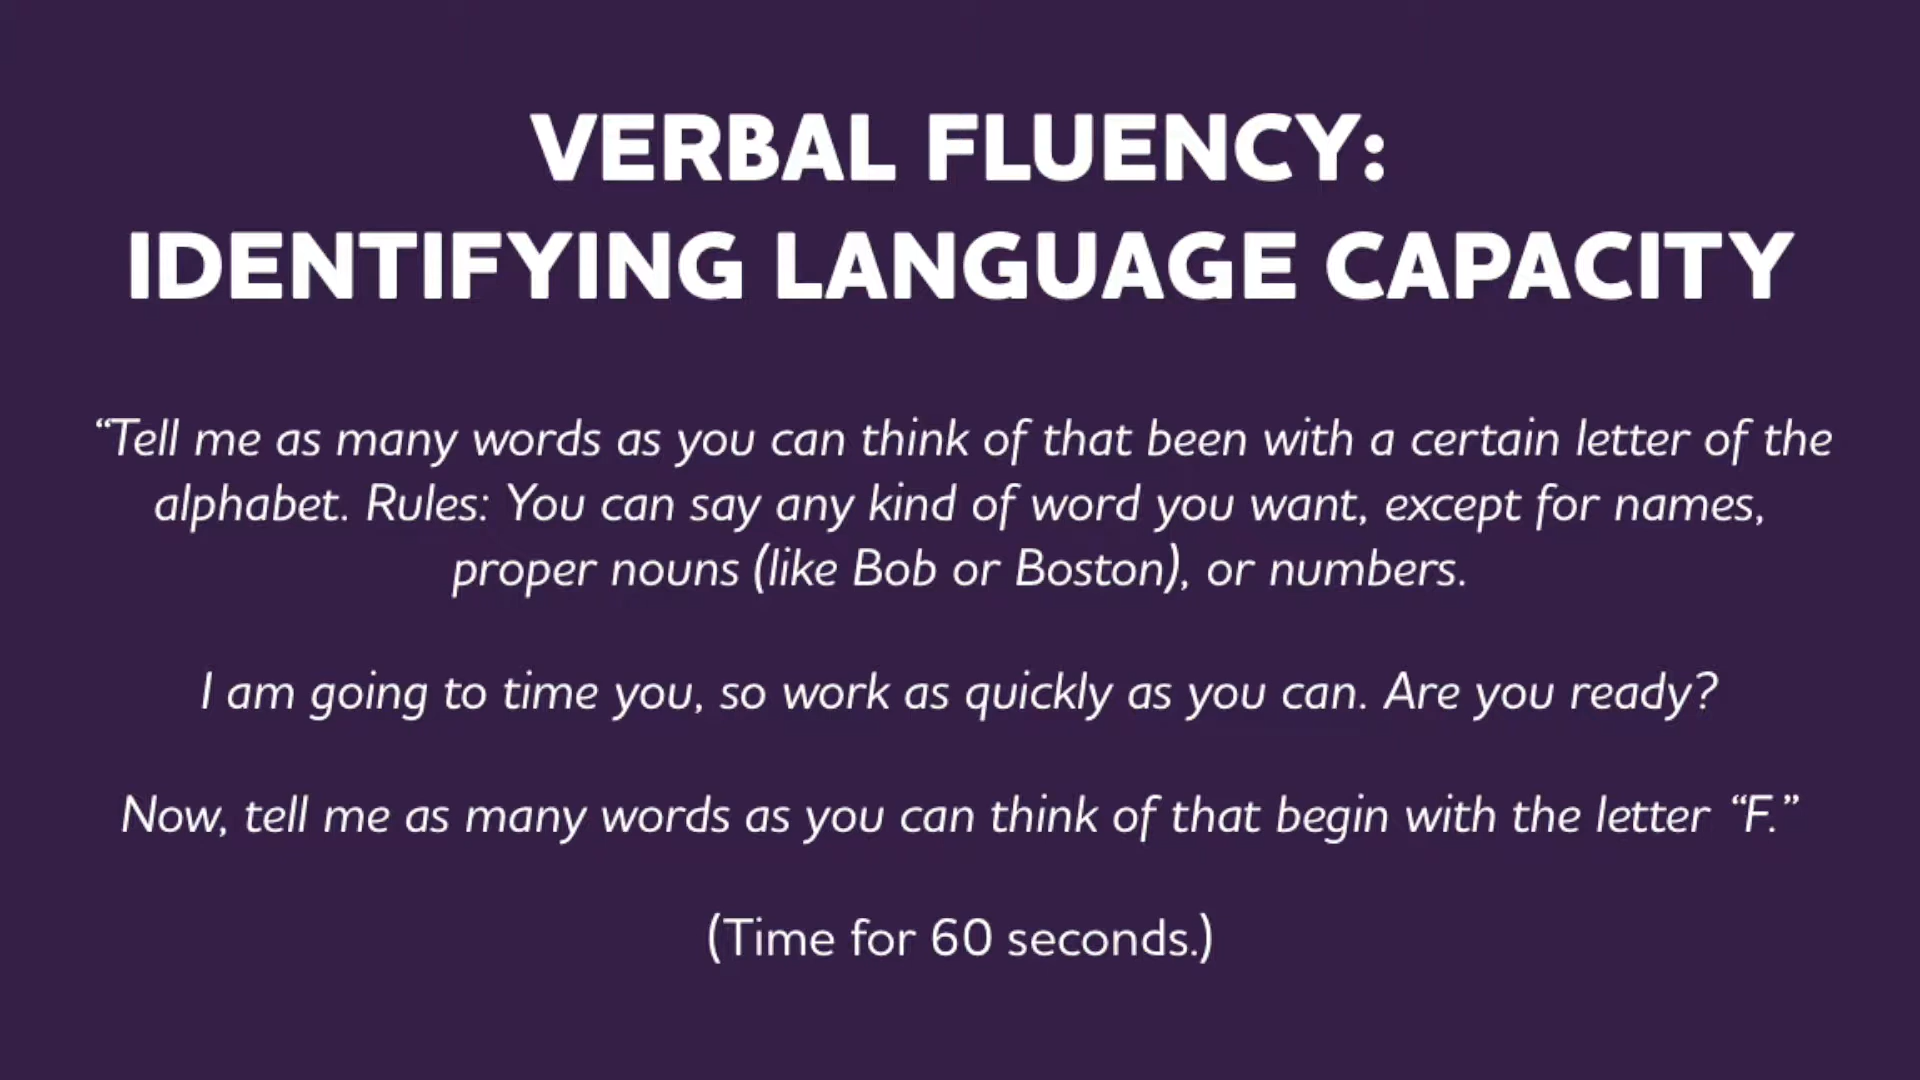 VERBAL FLUENCY:
IDENTIFYING LANGUAGE CAPACITY
“Tell me as many words as you can think of that been with a certain letter of the
alphabet. Rules: You can say any kind of word you want, except for names,
proper nouns (like Bob or Boston), or numbers.
I am going to time you, so work as quickly as you can. Are you ready?
Now, tell me as many words as you can think of that begin with the letter “F.”
(Time for 60 seconds.)